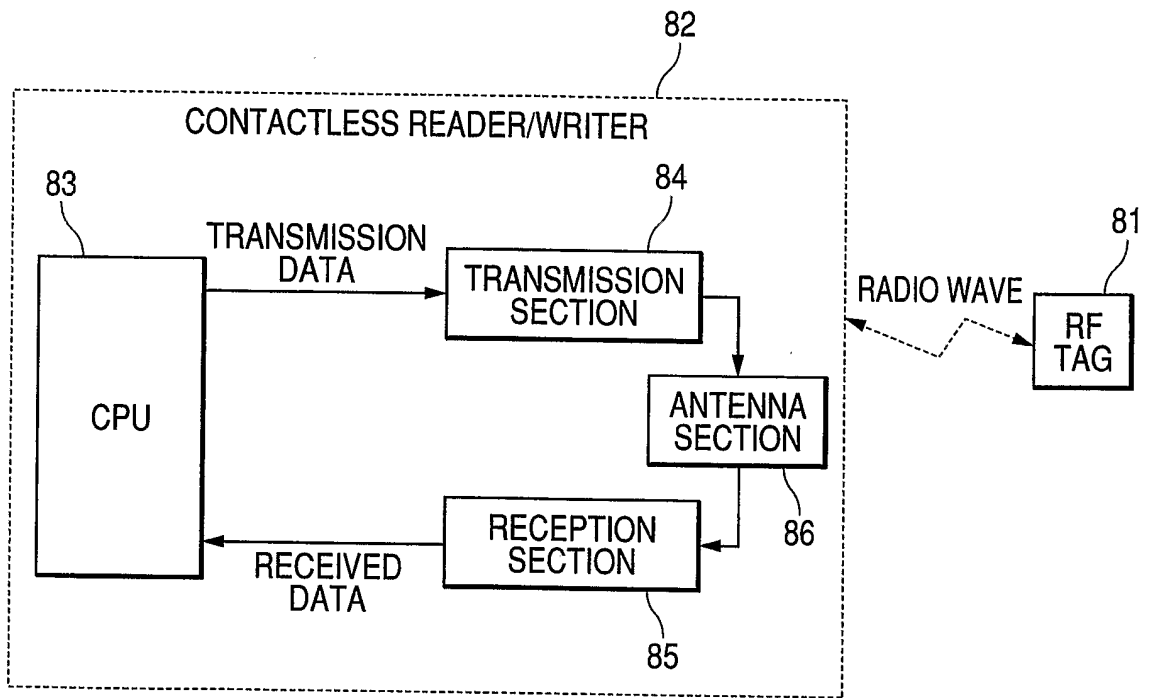 82
CONTACTLESS READER/WRITER
83
TRANSMISSION
DATA
84
TRANSMISSION
SECTION
81
RADIO WAVE
RF
TAG
CPU
ANTENNA
SECTION
86
RECEPTION
SECTION
RECEIVED
DATA
85